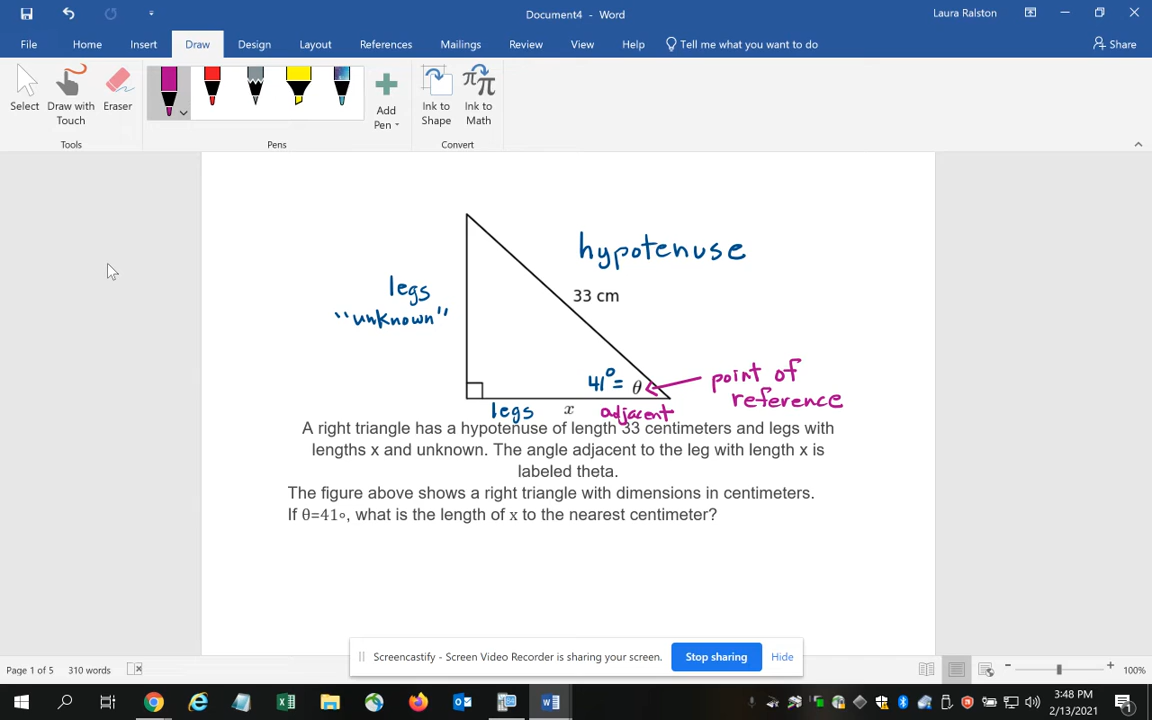 Document4 - Word
Laura Ralston
File Home Insert Draw Design Layout References Mailings Review View Help Tell me what you want to do Share
Select
Draw with Touch
Eraser
Add Pen
Ink to Shape
Ink to Math
Tools
Pens
Convert
hypotenuse
legs
"unknown"
33 cm
41°= θ
point of
reference
legs x adjacent
A right triangle has a hypotenuse of length 33 centimeters and legs with
lengths x and unknown. The angle adjacent to the leg with length x is
labeled theta.
The figure above shows a right triangle with dimensions in centimeters.
If θ=41∘, what is the length of x to the nearest centimeter?
Screencastify - Screen Video Recorder is sharing your screen. Stop sharing Hide
Page 1 of 5 310 words 100%
3:48 PM
2/13/2021